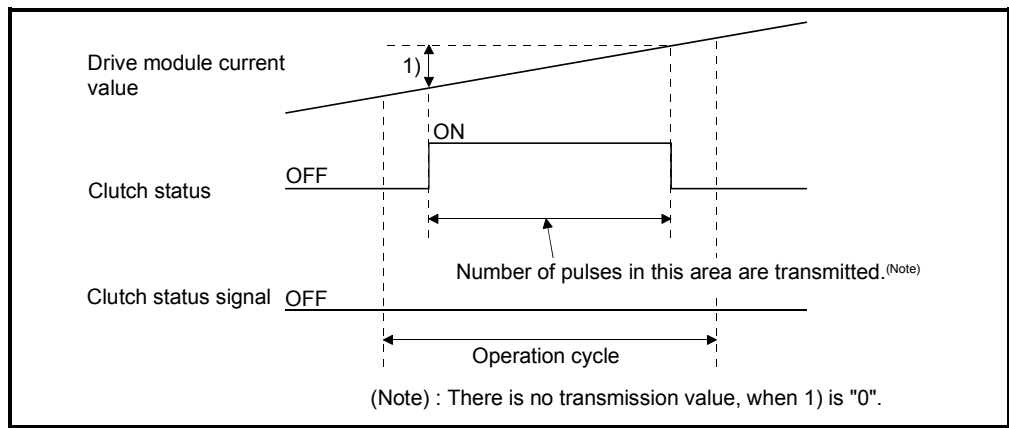 Drive module current
value
1)
ON
OFF
Clutch status
Number of pulses in this area are transmitted.(Note)
Clutch status signal OFF
Operation cycle
(Note) : There is no transmission value, when 1) is "0".